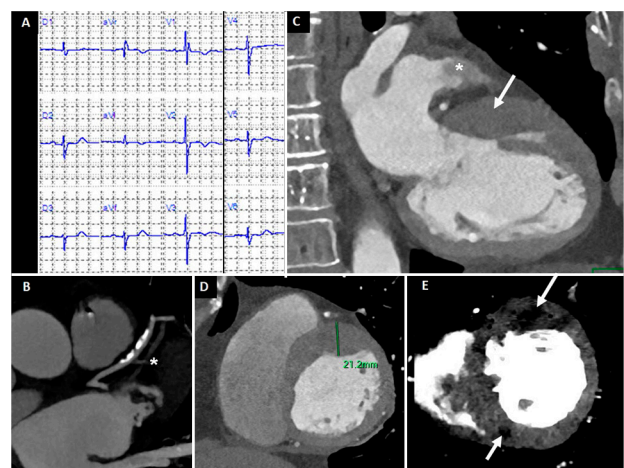 A
D1 aVr V1 V4
D2 aVl V2 V5
D3 aVf V3 V6
C
*
B
*
D
21.2mm
E